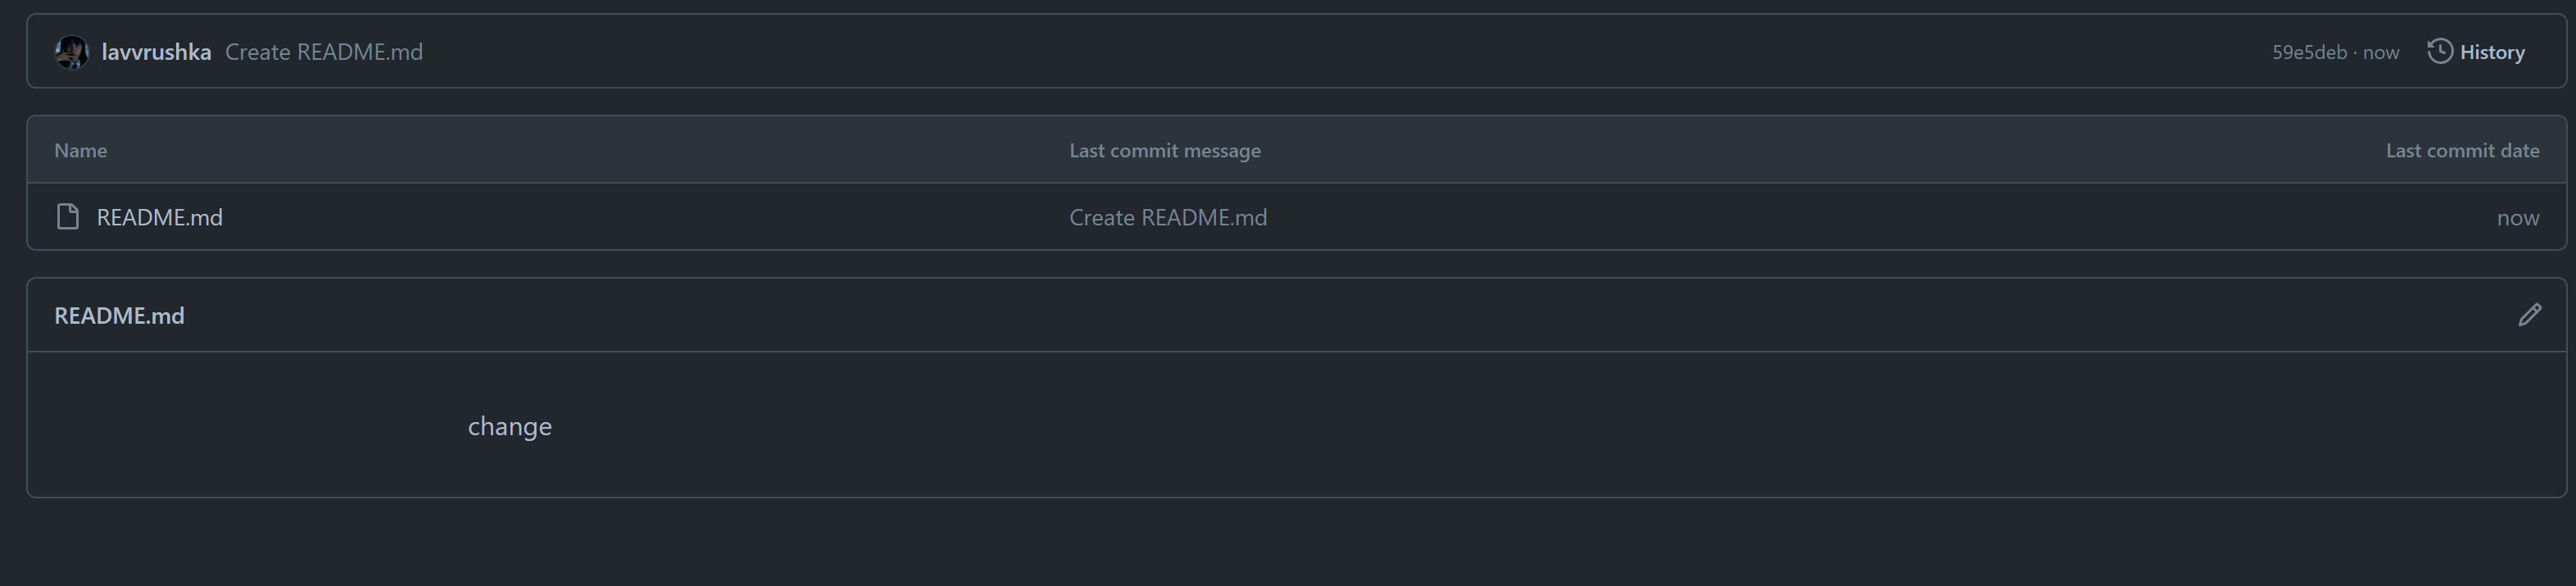 lavvrushka Create README.md 59e5deb · now History
Name Last commit message Last commit date
README.md Create README.md now
README.md
change